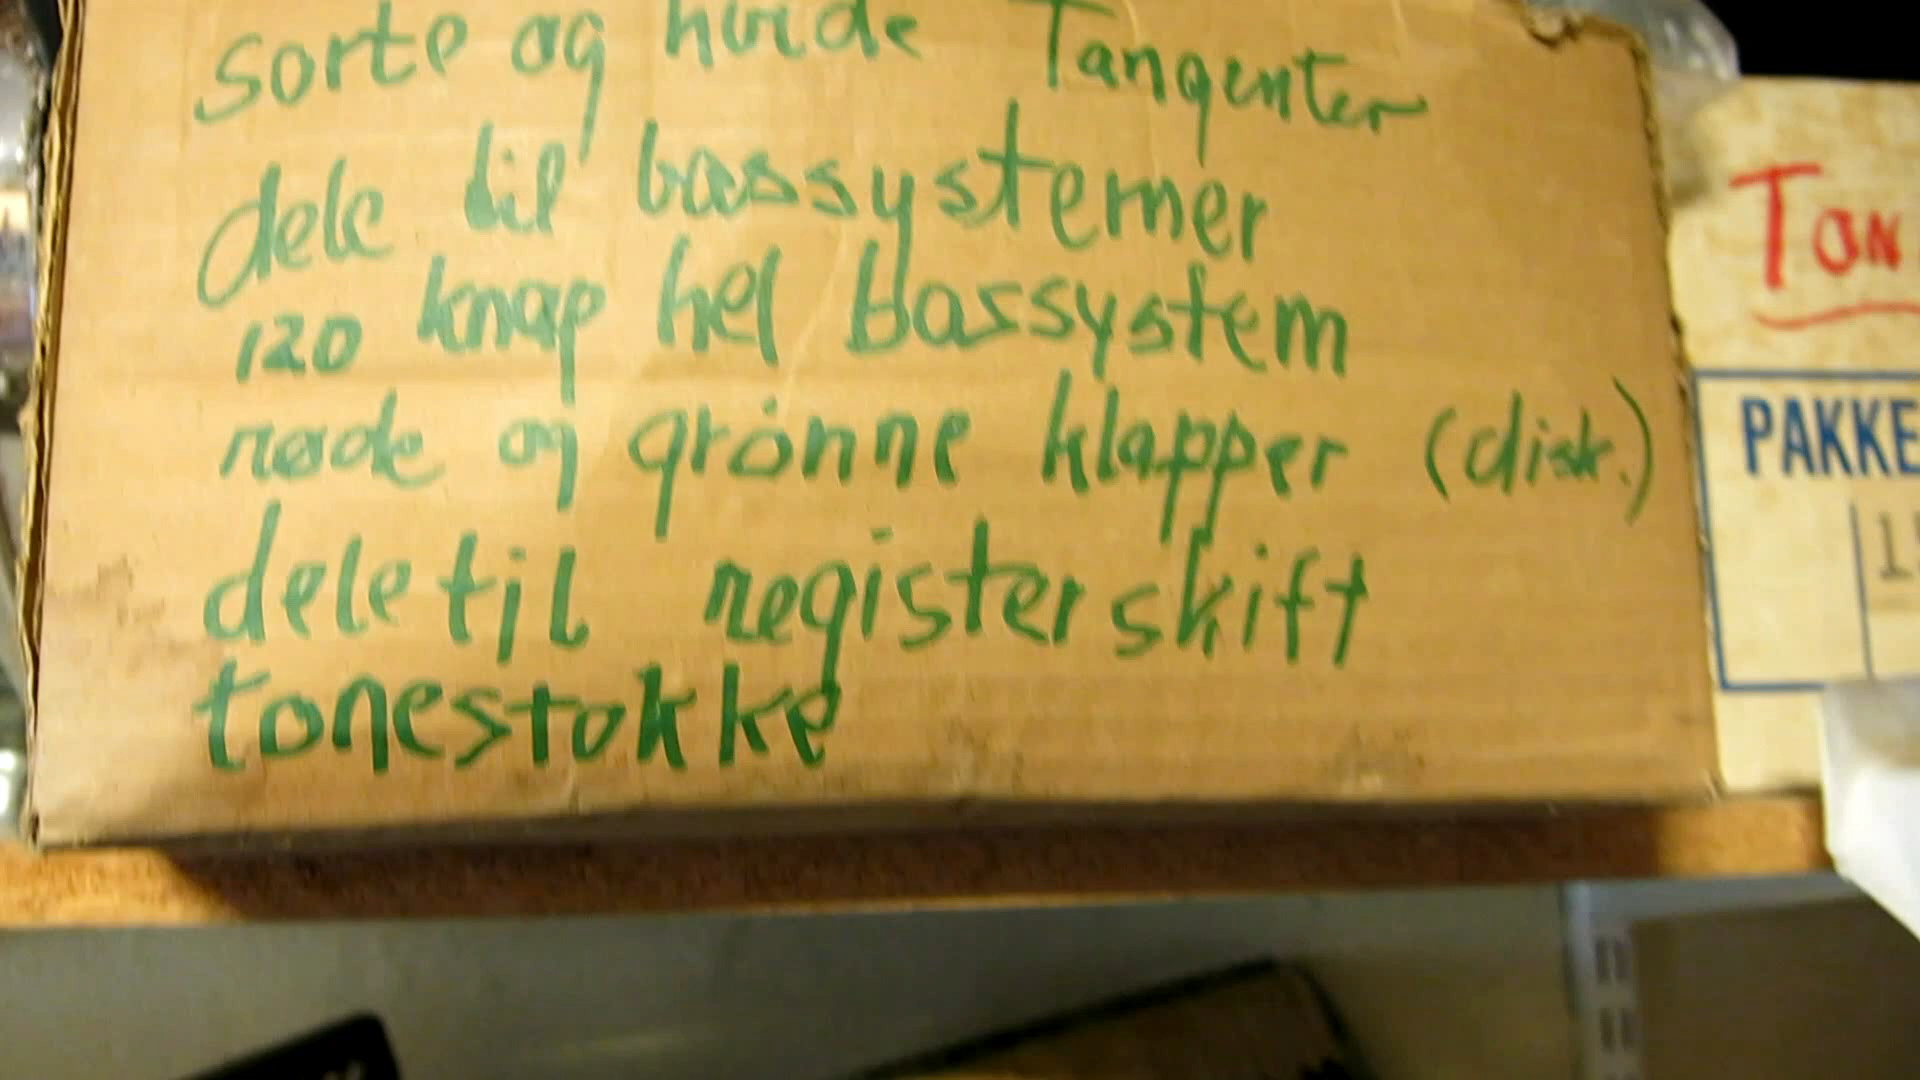 sorte og hvide Tangenter
dele til bassystemer
120 knap hel bassystem
røde og grønne klapper (disk.)
dele til registerskift
tonestokke
Ton
PAKKE